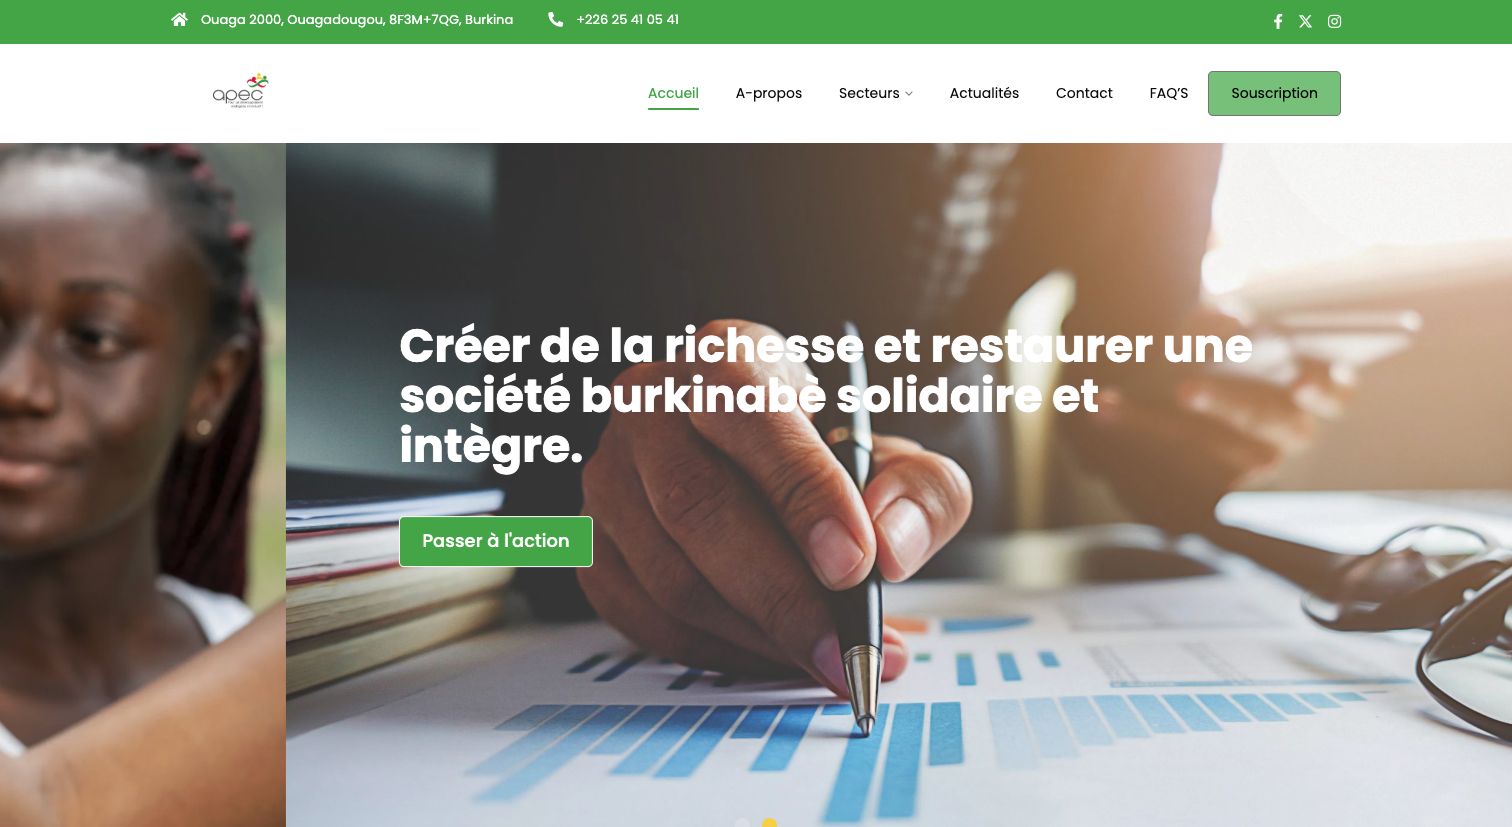 Ouaga 2000, Ouagadougou, 8F3M+7QG, Burkina
+226 25 41 05 41
apec
Accueil
A-propos
Secteurs
Actualités
Contact
FAQ'S
Souscription
Créer de la richesse et restaurer une
société burkinabè solidaire et
intègre.
Passer à l'action